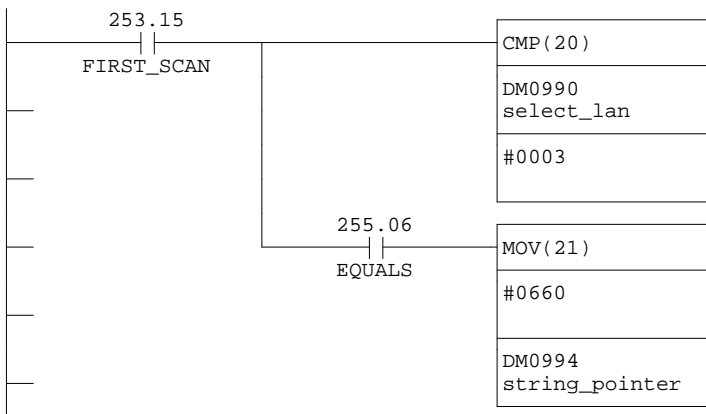 253.15
FIRST_SCAN
CMP(20)
DM0990
select_lan
#0003
255.06
EQUALS
MOV(21)
#0660
DM0994
string_pointer